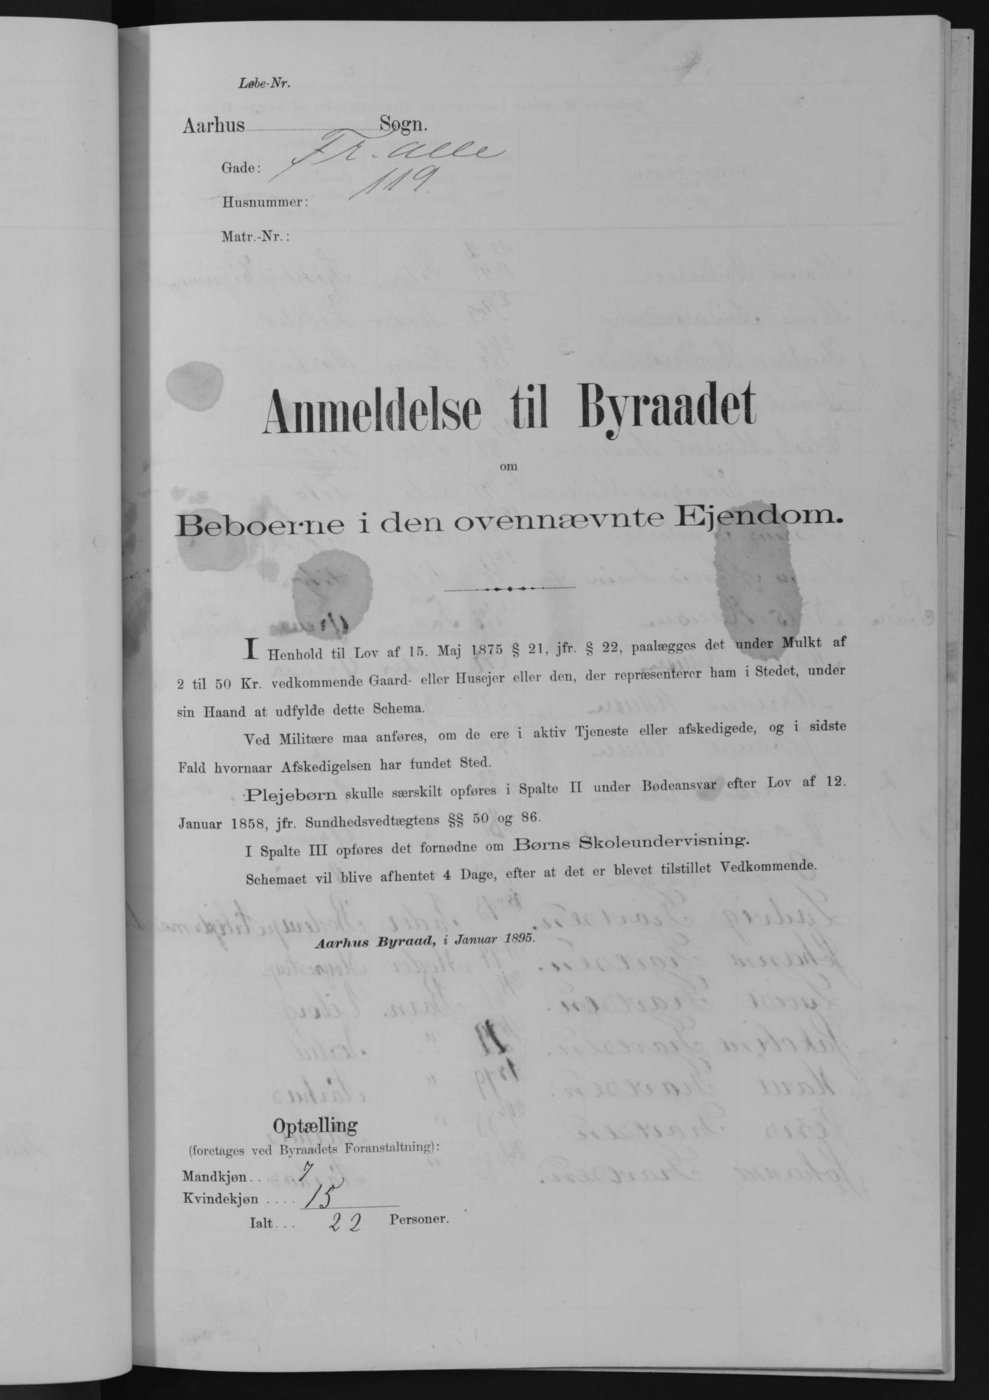 Løbe-Nr.
Aarhus Sogn.
Gade: Fr. alle
Husnummer: 119
Matr.-Nr.:
Anmeldelse til Byraadet
om
Beboerne i den ovennævnte Ejendom.
I Henhold til Lov af 15. Maj 1875 § 21, jfr. § 22, paalægges det under Mulkt af
2 til 50 Kr. vedkommende Gaard- eller Husejer eller den, der repræsenterer ham i Stedet, under
sin Haand at udfylde dette Schema.
Ved Militære maa anføres, om de ere i aktiv Tjeneste eller afskedigede, og i sidste
Fald hvornaar Afskedigelsen har fundet Sted.
Plejebørn skulle særskilt opføres i Spalte II under Bødeansvar efter Lov af 12.
Januar 1858, jfr. Sundhedsvedtægtens §§ 50 og 86.
I Spalte III opføres det fornødne om Børns Skoleundervisning.
Schemaet vil blive afhentet 4 Dage, efter at det er blevet tilstillet Vedkommende.
Aarhus Byraad, i Januar 1895.
Optælling
(foretages ved Byraadets Foranstaltning):
Mandkjøn...... 7
Kvindekjøn.... 15
Ialt... 22 Personer.